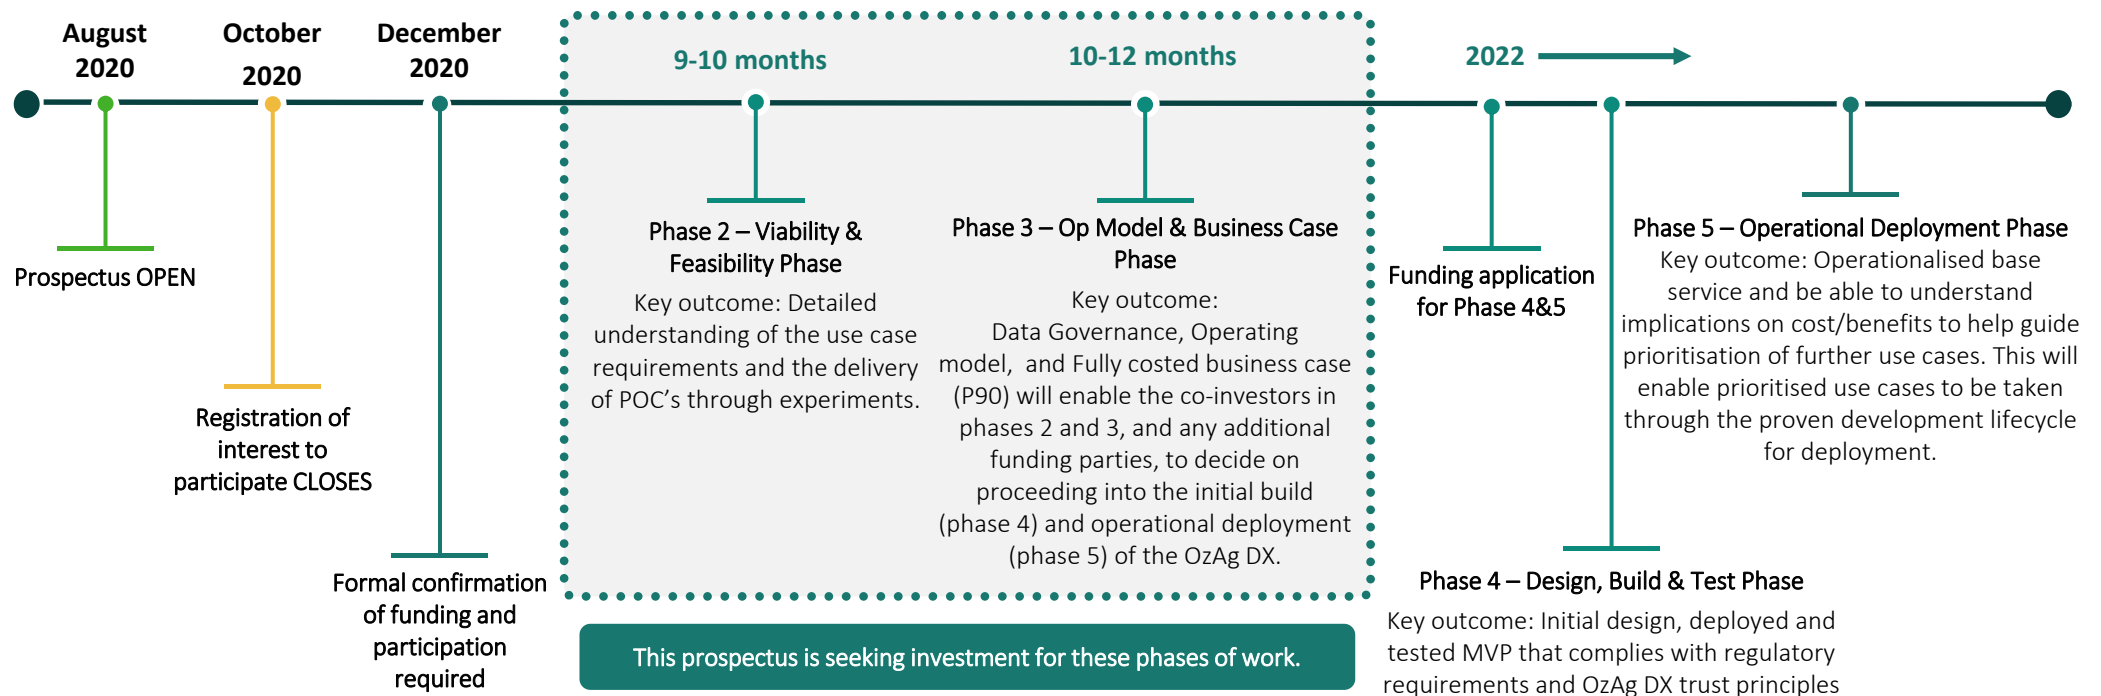 August
2020
October
2020
December
2020
9-10 months
10-12 months
2022
Prospectus OPEN
Registration of
interest to
participate CLOSES
Formal confirmation
of funding and
participation
required
Phase 2 – Viability &
Feasibility Phase
Key outcome: Detailed
understanding of the use case
requirements and the delivery
of POC's through experiments.
Phase 3 – Op Model & Business Case
Phase
Key outcome:
Data Governance, Operating
model,  and Fully costed business case
(P90) will enable the co-investors in
phases 2 and 3, and any additional
funding parties, to decide on
proceeding into the initial build
(phase 4) and operational deployment
(phase 5) of the OzAg DX.
This prospectus is seeking investment for these phases of work.
Funding application
for Phase 4&5
Phase 4 – Design, Build & Test Phase
Key outcome: Initial design, deployed and
tested MVP that complies with regulatory
requirements and OzAg DX trust principles
Phase 5 – Operational Deployment Phase
Key outcome: Operationalised base
service and be able to understand
implications on cost/benefits to help guide
prioritisation of further use cases. This will
enable prioritised use cases to be taken
through the proven development lifecycle
for deployment.